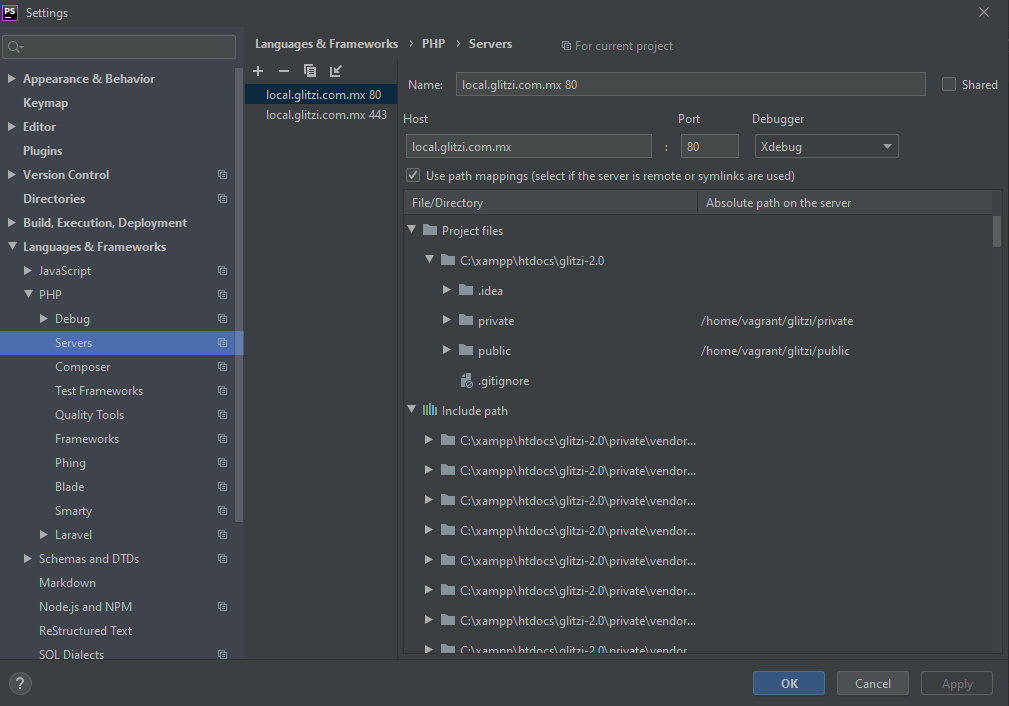 PS
Settings
Appearance & Behavior
Keymap
Editor
Plugins
Version Control
Directories
Build, Execution, Deployment
Languages & Frameworks
JavaScript
PHP
Debug
Servers
Composer
Test Frameworks
Quality Tools
Frameworks
Phing
Blade
Smarty
Laravel
Schemas and DTDs
Markdown
Node.js and NPM
ReStructured Text
SQL Dialects
?
Languages & Frameworks › PHP › Servers For current project
local.glitzi.com.mx 80
local.glitzi.com.mx 443
Name: local.glitzi.com.mx 80 Shared
Host Port Debugger
local.glitzi.com.mx : 80 Xdebug
Use path mappings (select if the server is remote or symlinks are used)
File/Directory Absolute path on the server
Project files
C:\xampp\htdocs\glitzi-2.0
.idea
private /home/vagrant/glitzi/private
public /home/vagrant/glitzi/public
.gitignore
Include path
C:\xampp\htdocs\glitzi-2.0\private\vendor...
C:\xampp\htdocs\glitzi-2.0\private\vendor...
C:\xampp\htdocs\glitzi-2.0\private\vendor...
C:\xampp\htdocs\glitzi-2.0\private\vendor...
C:\xampp\htdocs\glitzi-2.0\private\vendor...
C:\xampp\htdocs\glitzi-2.0\private\vendor...
C:\xampp\htdocs\glitzi-2.0\private\vendor...
C:\xampp\htdocs\glitzi-2.0\private\vendor
OK Cancel Apply